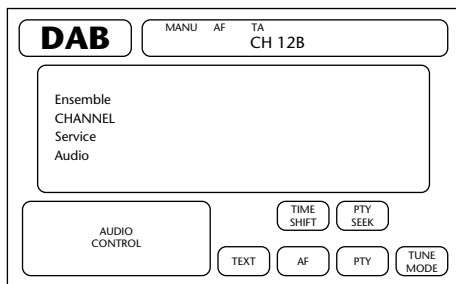 DAB
MANU AF TA
CH 12B
Ensemble
CHANNEL
Service
Audio
TIME
SHIFT
PTY
SEEK
AUDIO
CONTROL
TEXT
AF
PTY
TUNE
MODE